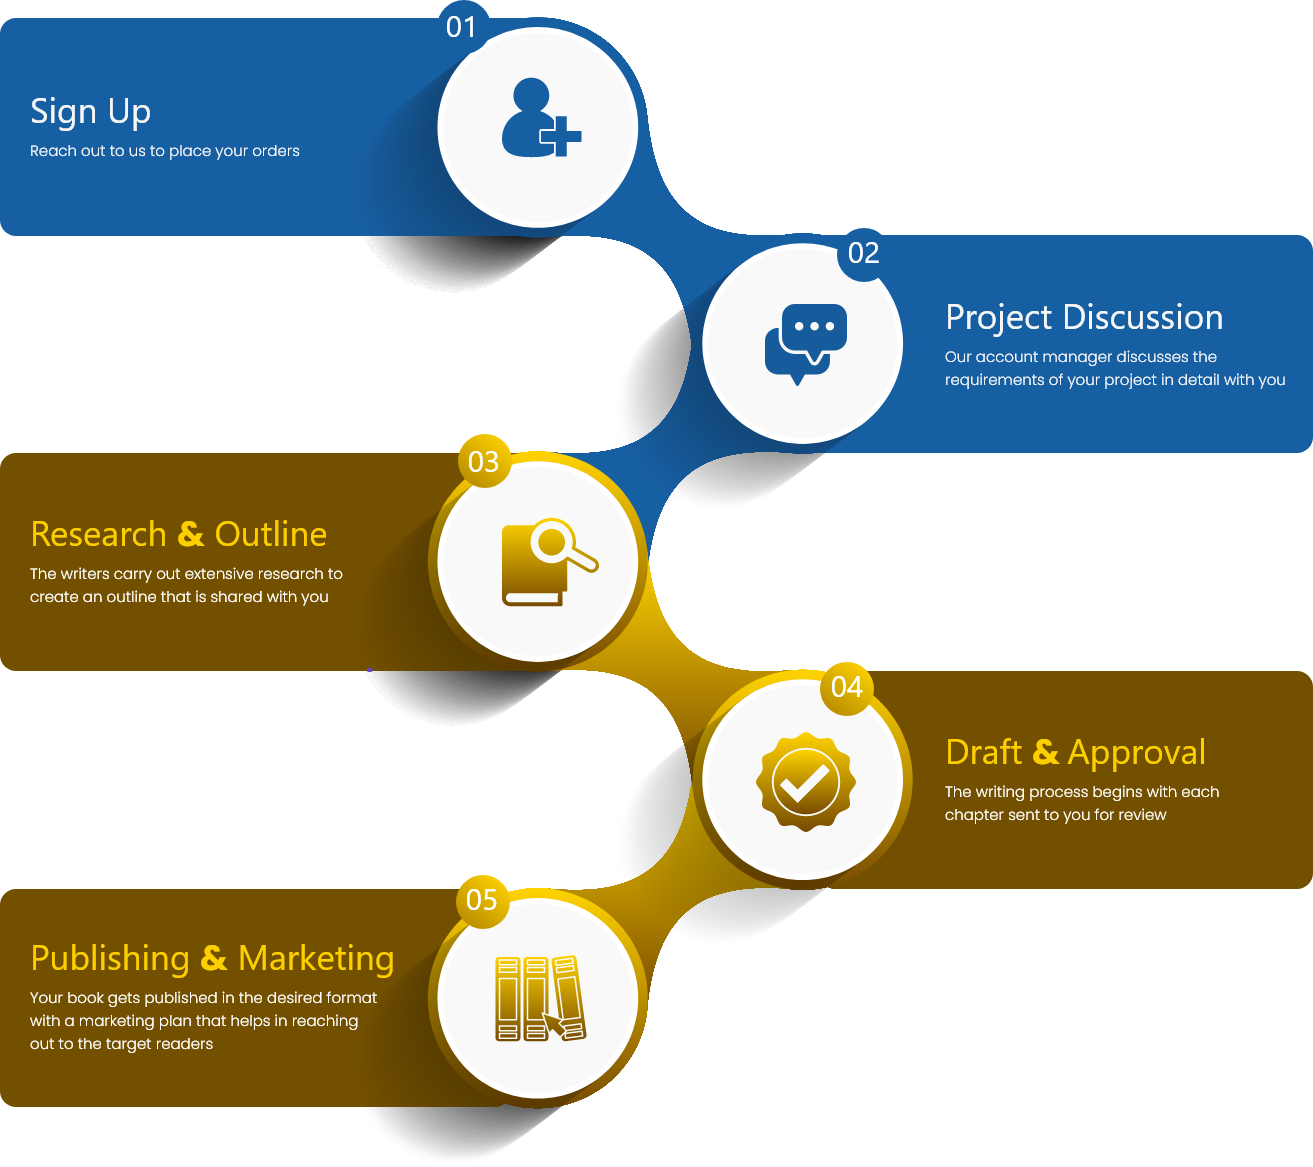 01
Sign Up
Reach out to us to place your orders
02
Project Discussion
Our account manager discusses the
requirements of your project in detail with you
03
Research & Outline
The writers carry out extensive research to
create an outline that is shared with you
04
Draft & Approval
The writing process begins with each
chapter sent to you for review
05
Publishing & Marketing
Your book gets published in the desired format
with a marketing plan that helps in reaching
out to the target readers